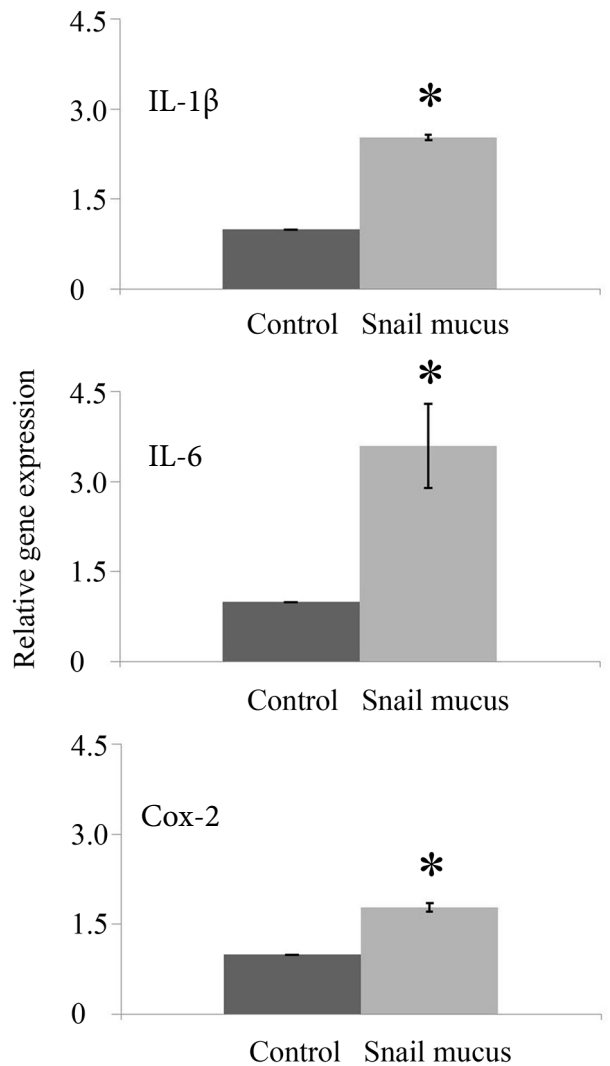 4.5
IL-1β
*
3.0
1.5
0
Control Snail mucus
Relative gene expression
*
4.5
IL-6
3.0
1.5
0
Control Snail mucus
4.5
Cox-2
3.0
*
1.5
0
Control Snail mucus